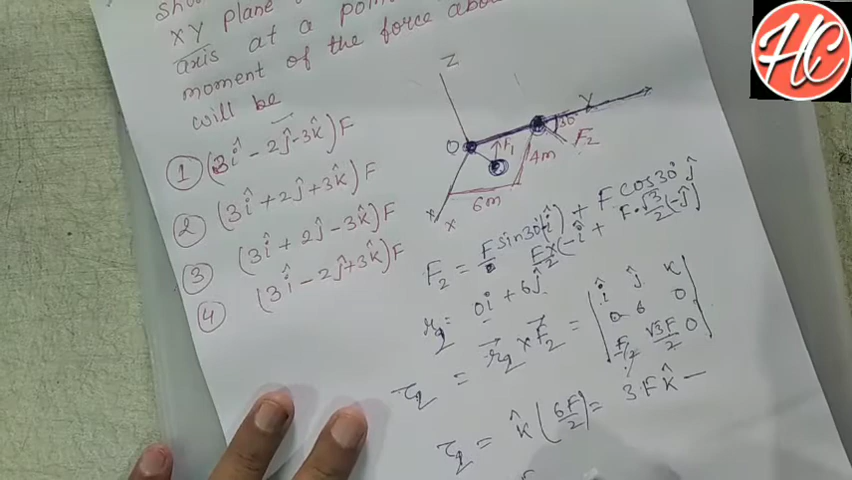 XY plane
axis at a point
moment of the force abo
will be
① (3î - 2ĵ - 3k̂) F
② (3î + 2ĵ + 3k̂) F
③ (3î + 2ĵ - 3k̂) F
④ (3î - 2ĵ + 3k̂) F
Z
Y
O
F₁
30°
F₂
4m
6m
X
x
F₂ = F sin30(-î) + F cos30° ĵ
F/2 × (-î + F·√3/2 (-ĵ)
r₂ = 0î + 6ĵ
τ₂ = r₂ × F₂ = | î ĵ k |
0 6 0
F/2 √3F/2 0
τ₂ = k̂ (6F/2) = 3Fk̂ —
HC